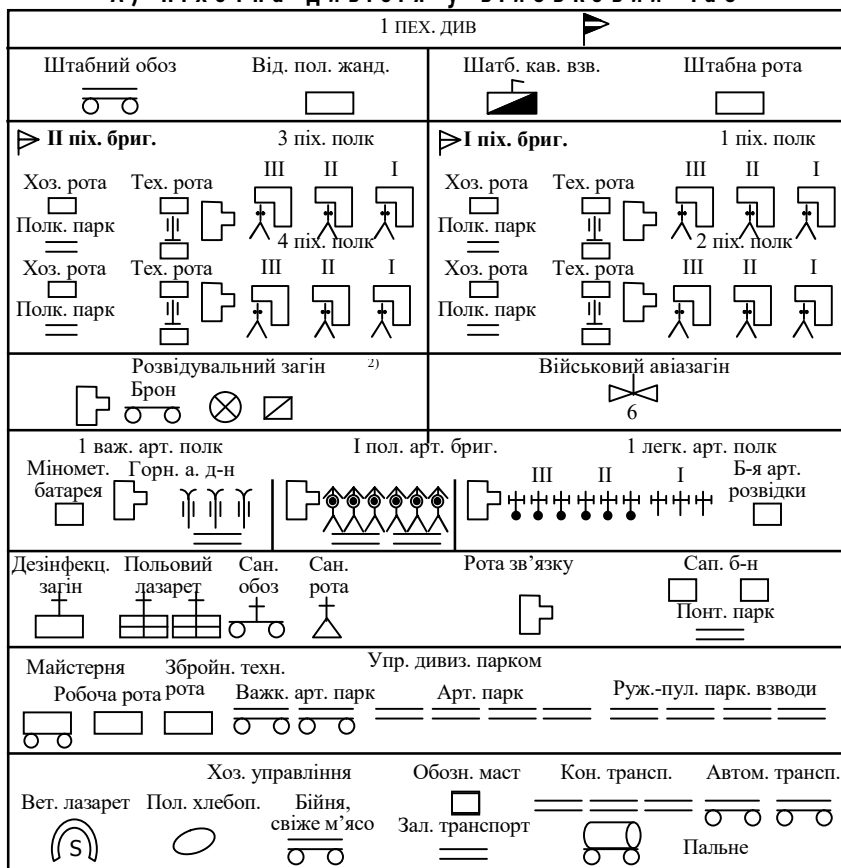 1 ПЕХ. ДИВ
Штабний обоз Від. пол. жанд. Шатб. кав. взв. Штабна рота
II піх. бриг. 3 піх. полк
III II I
Хоз. рота Тех. рота
Полк. парк
4 піх. полк
Хоз. рота Тех. рота III II I
Полк. парк
I піх. бриг. 1 піх. полк
III II I
Хоз. рота Тех. рота
Полк. парк
2 піх. полк
Хоз. рота Тех. рота III II I
Полк. парк
Розвідувальний загін 2)
Брон
Військовий авіазагін
6
1 важ. арт. полк I пол. арт. бриг. 1 легк. арт. полк
Міномет. батарея
Горн. а. д-н
III II I
Б-я арт. розвідки
Дезінфекц. загін
Польовий лазарет
Сан. обоз
Сан. рота
Рота зв’язку
Сап. б-н
Понт. парк
Упр. дивиз. парком
Майстерня
Робоча рота
Збройн. техн. рота
Важк. арт. парк Арт. парк Руж.-пул. парк. взводи
Хоз. управління Обозн. маст Кон. трансп. Автом. трансп.
Вет. лазарет Пол. хлебоп. Бійня, свіже м’ясо
S
Зал. транспорт
Пальне